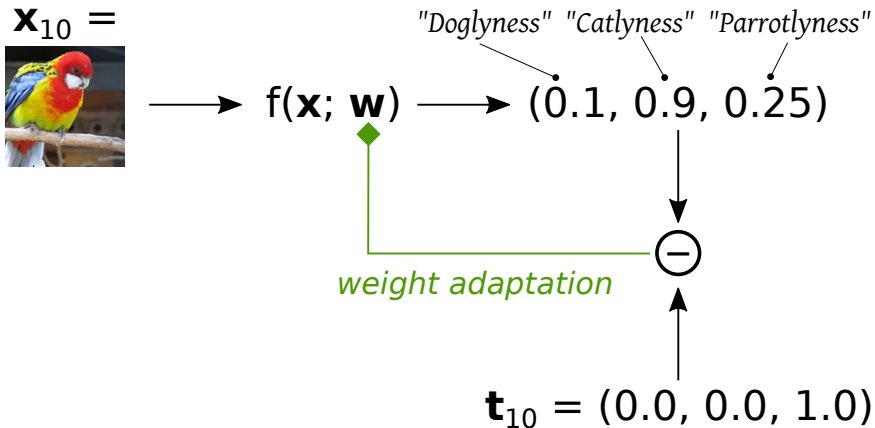 x10 =
"Doglyness" "Catlyness" "Parrotlyness"
f(x; w)
(0.1, 0.9, 0.25)
−
weight adaptation
t10 = (0.0, 0.0, 1.0)